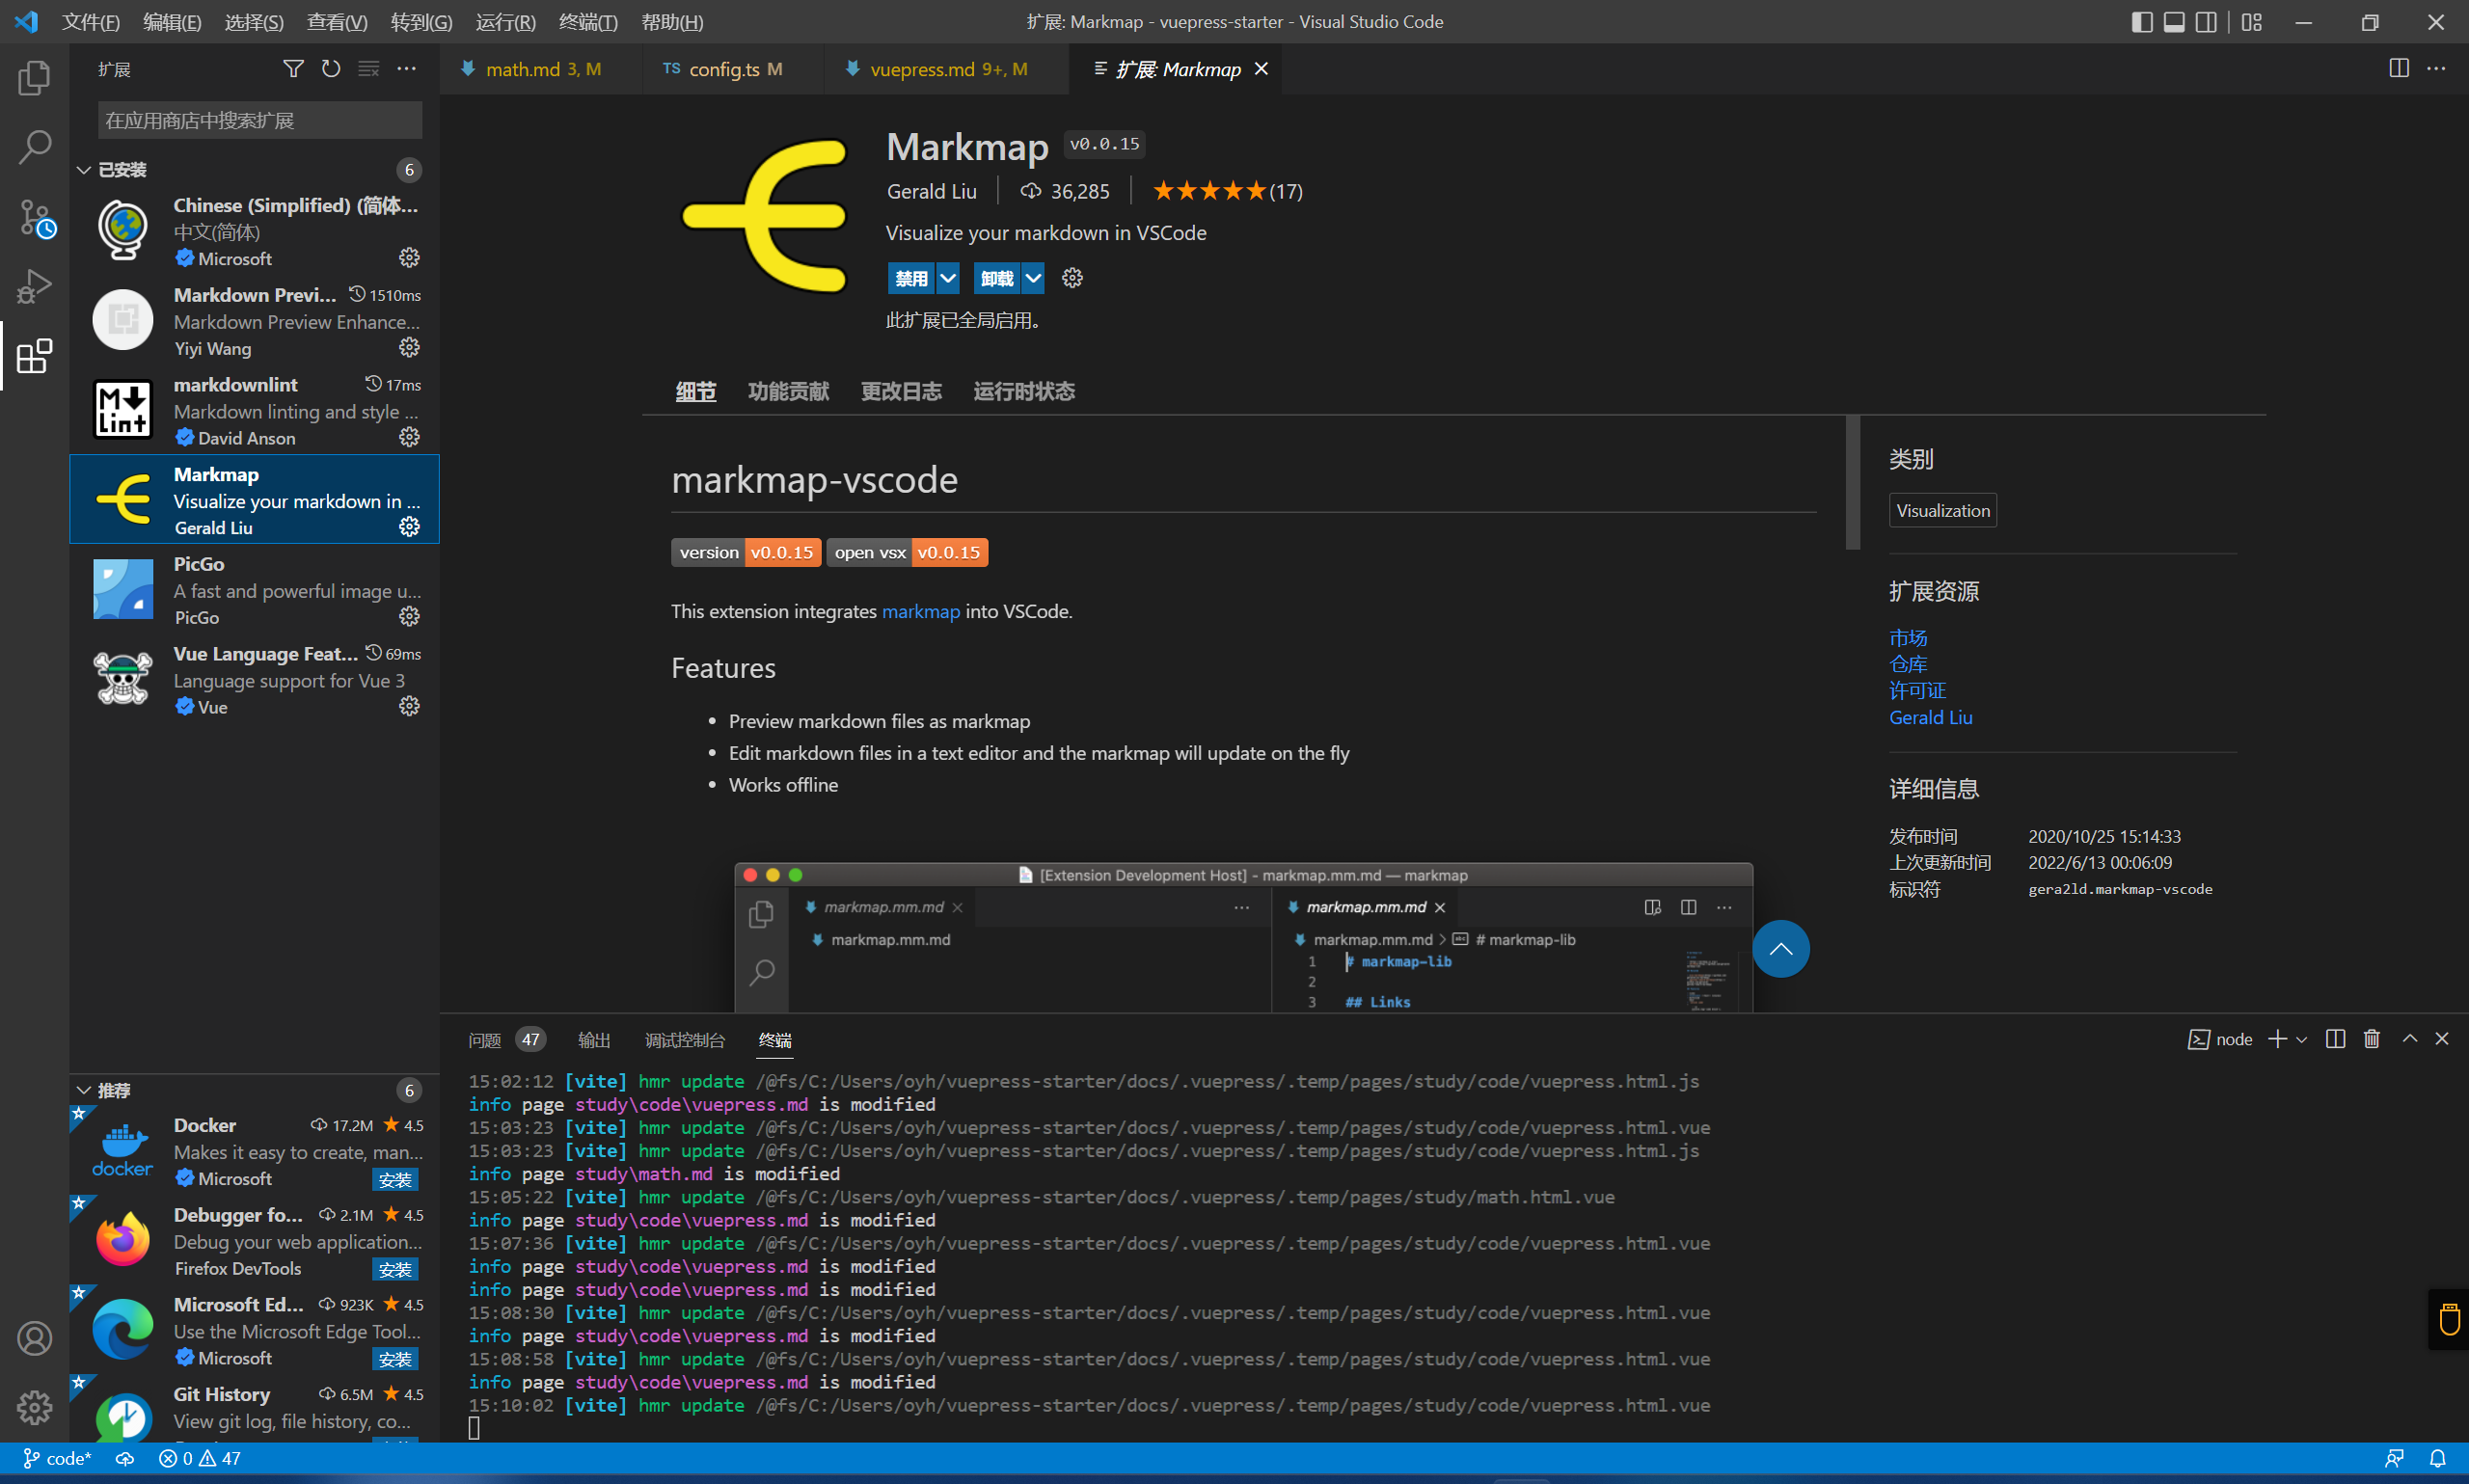 文件(F) 编辑(E) 选择(S) 查看(V) 转到(G) 运行(R) 终端(T) 帮助(H)
扩展: Markmap - vuepress-starter - Visual Studio Code
扩展
在应用商店中搜索扩展
已安装 6
Chinese (Simplified) (简体...
中文(简体)
Microsoft
Markdown Previ... 1510ms
Markdown Preview Enhance...
Yiyi Wang
markdownlint 17ms
Markdown linting and style ...
David Anson
Markmap
Visualize your markdown in ...
Gerald Liu
PicGo
A fast and powerful image u...
PicGo
Vue Language Feat... 69ms
Language support for Vue 3
Vue
推荐 6
Docker 17.2M 4.5
Makes it easy to create, man...
docker
Microsoft 安装
Debugger fo... 2.1M 4.5
Debug your web application...
Firefox DevTools 安装
Microsoft Ed... 923K 4.5
Use the Microsoft Edge Tool...
Microsoft 安装
Git History 6.5M 4.5
View git log, file history, co...
math.md 3, M
TS config.ts M
vuepress.md 9+, M
扩展: Markmap
Markmap v0.0.15
Gerald Liu 36,285 (17)
Visualize your markdown in VSCode
禁用 卸载
此扩展已全局启用。
细节 功能贡献 更改日志 运行时状态
markmap-vscode
version v0.0.15 open vsx v0.0.15
This extension integrates markmap into VSCode.
Features
• Preview markdown files as markmap
• Edit markdown files in a text editor and the markmap will update on the fly
• Works offline
[Extension Development Host] - markmap.mm.md — markmap
markmap.mm.md ... markmap.mm.md ...
markmap.mm.md markmap.mm.md > # markmap-lib
1 # markmap-lib
2
3 ## Links
类别
Visualization
扩展资源
市场
仓库
许可证
Gerald Liu
详细信息
发布时间 2020/10/25 15:14:33
上次更新时间 2022/6/13 00:06:09
标识符 gera2ld.markmap-vscode
问题 47 输出 调试控制台 终端
node
15:02:12 [vite] hmr update /@fs/C:/Users/oyh/vuepress-starter/docs/.vuepress/.temp/pages/study/code/vuepress.html.js
info page study\code\vuepress.md is modified
15:03:23 [vite] hmr update /@fs/C:/Users/oyh/vuepress-starter/docs/.vuepress/.temp/pages/study/code/vuepress.html.vue
15:03:23 [vite] hmr update /@fs/C:/Users/oyh/vuepress-starter/docs/.vuepress/.temp/pages/study/code/vuepress.html.js
info page study\math.md is modified
15:05:22 [vite] hmr update /@fs/C:/Users/oyh/vuepress-starter/docs/.vuepress/.temp/pages/study/math.html.vue
info page study\code\vuepress.md is modified
15:07:36 [vite] hmr update /@fs/C:/Users/oyh/vuepress-starter/docs/.vuepress/.temp/pages/study/code/vuepress.html.vue
info page study\code\vuepress.md is modified
info page study\code\vuepress.md is modified
15:08:30 [vite] hmr update /@fs/C:/Users/oyh/vuepress-starter/docs/.vuepress/.temp/pages/study/code/vuepress.html.vue
info page study\code\vuepress.md is modified
15:08:58 [vite] hmr update /@fs/C:/Users/oyh/vuepress-starter/docs/.vuepress/.temp/pages/study/code/vuepress.html.vue
info page study\code\vuepress.md is modified
15:10:02 [vite] hmr update /@fs/C:/Users/oyh/vuepress-starter/docs/.vuepress/.temp/pages/study/code/vuepress.html.vue
code* 0 47